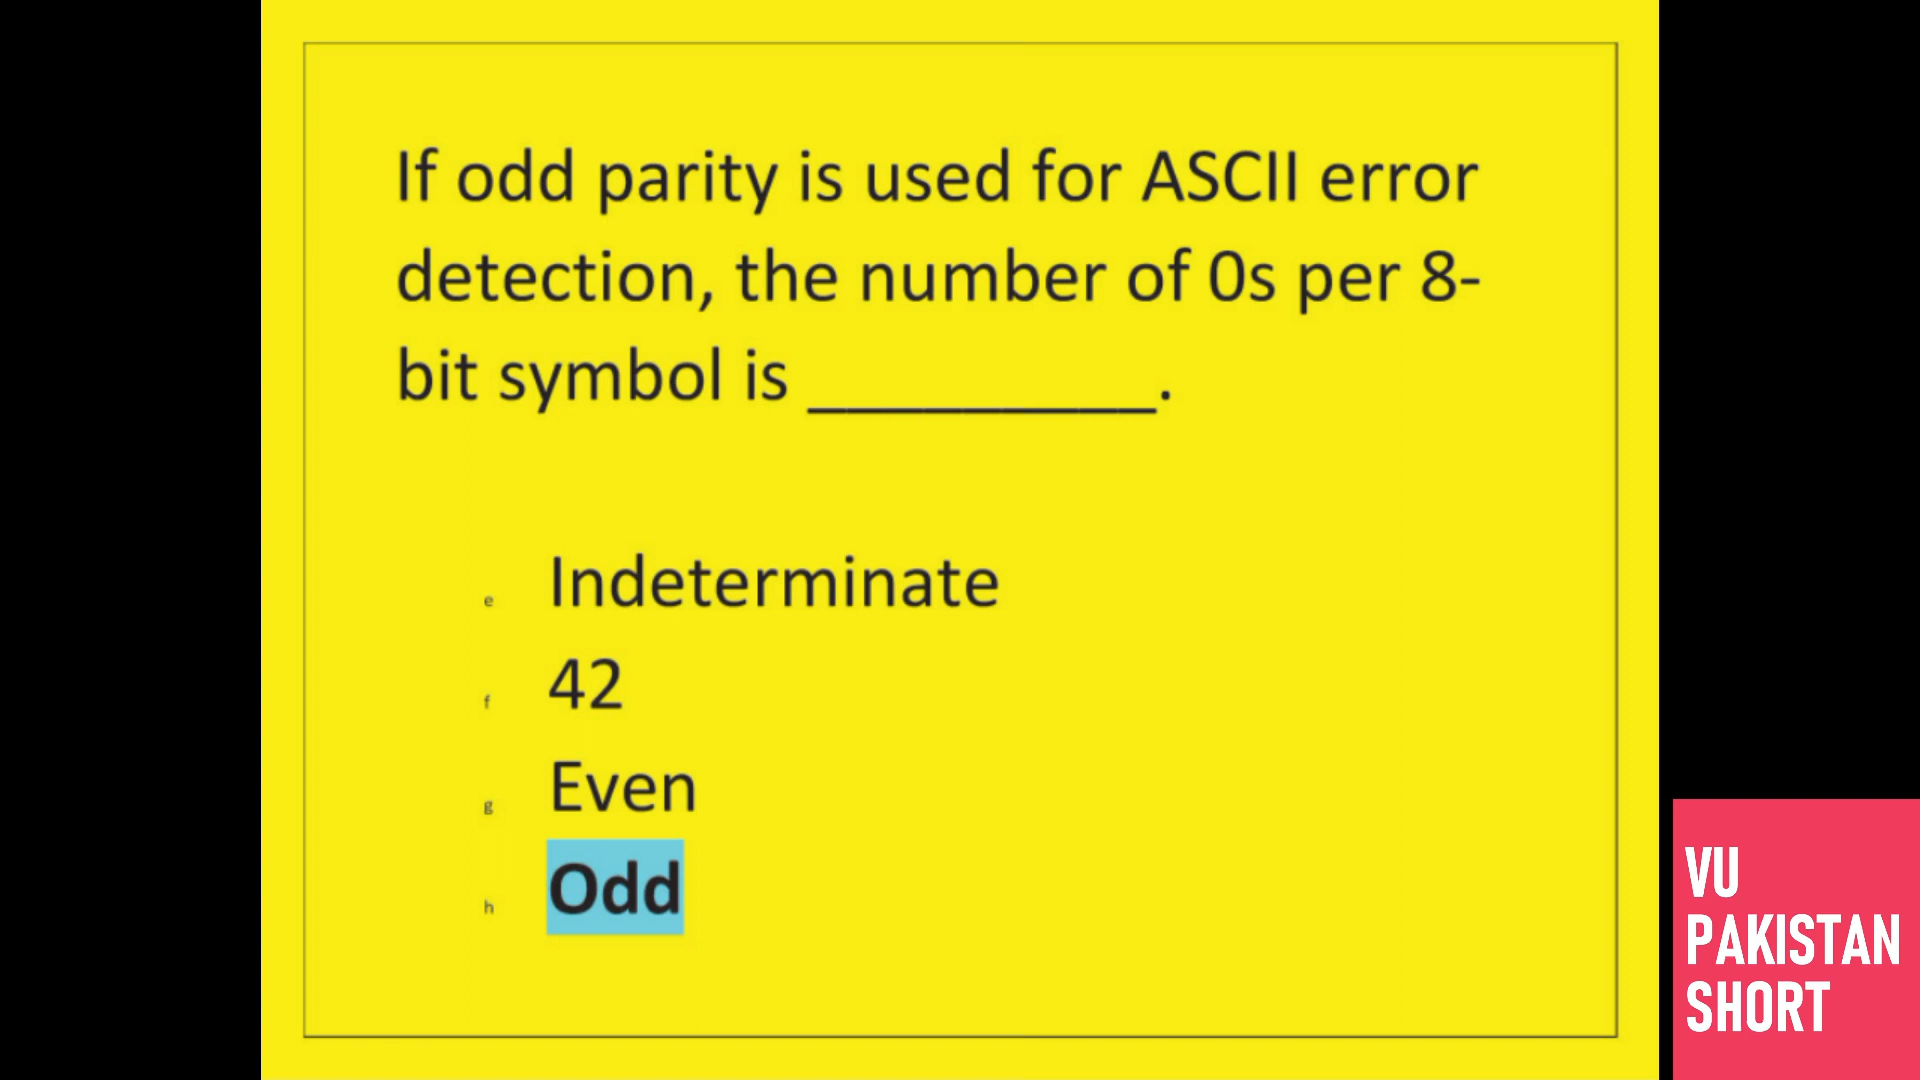 If odd parity is used for ASCII error
detection, the number of 0s per 8-
bit symbol is __________.
e Indeterminate
f 42
g Even
h Odd
VU
PAKISTAN
SHORT